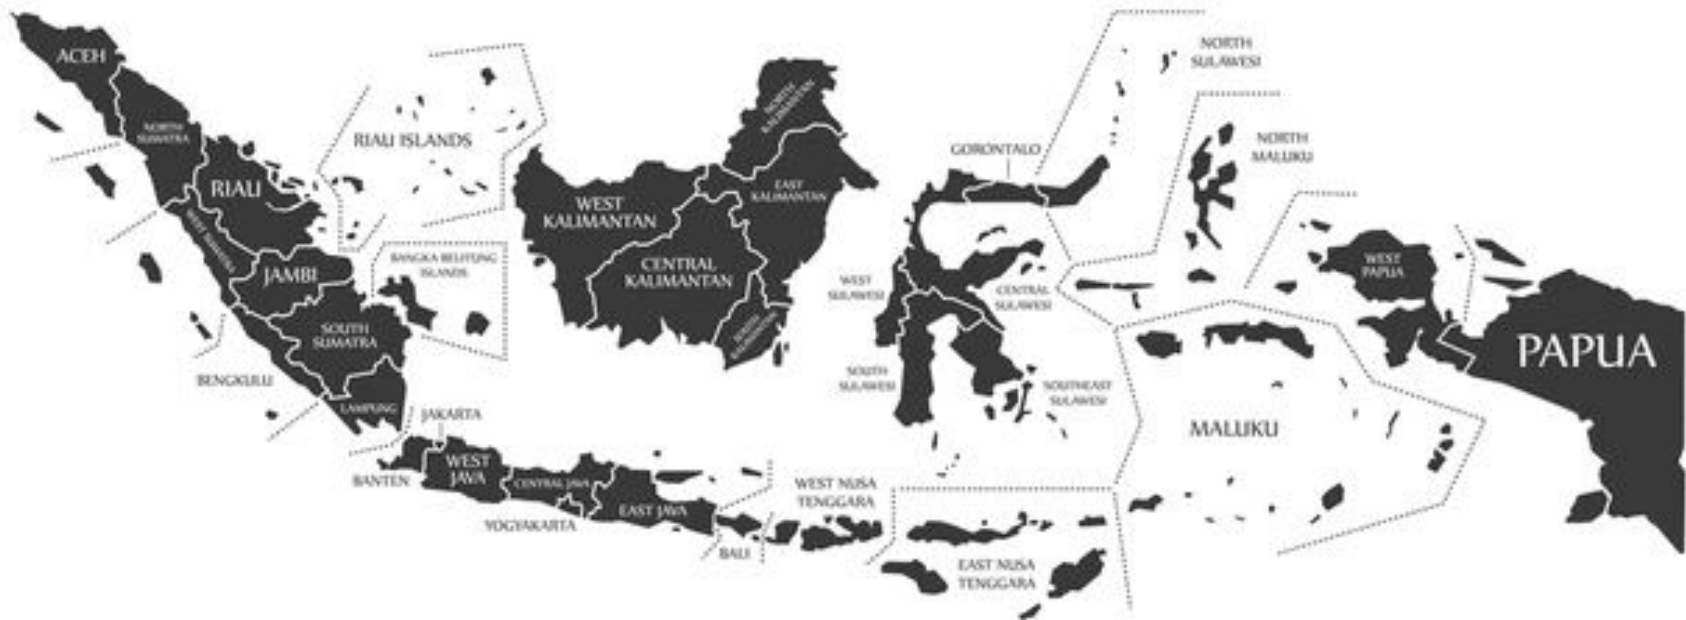 ACEH
NORTH
SUMATRA
RIAU
WEST SUMATRA
JAMBI
RIAU ISLANDS
BANGKA BELITUNG
ISLANDS
SOUTH
SUMATRA
BENGKULU
LAMPUNG
JAKARTA
BANTEN
WEST
JAVA
CENTRAL JAVA
YOGYAKARTA
EAST JAVA
BALI
WEST NUSA
TENGGARA
EAST NUSA
TENGGARA
WEST
KALIMANTAN
CENTRAL
KALIMANTAN
NORTH
KALIMANTAN
EAST
KALIMANTAN
SOUTH
KALIMANTAN
GORONTALO
NORTH
SULAWESI
WEST
SULAWESI
CENTRAL
SULAWESI
SOUTH
SULAWESI
SOUTHEAST
SULAWESI
NORTH
MALUKU
MALUKU
WEST
PAPUA
PAPUA